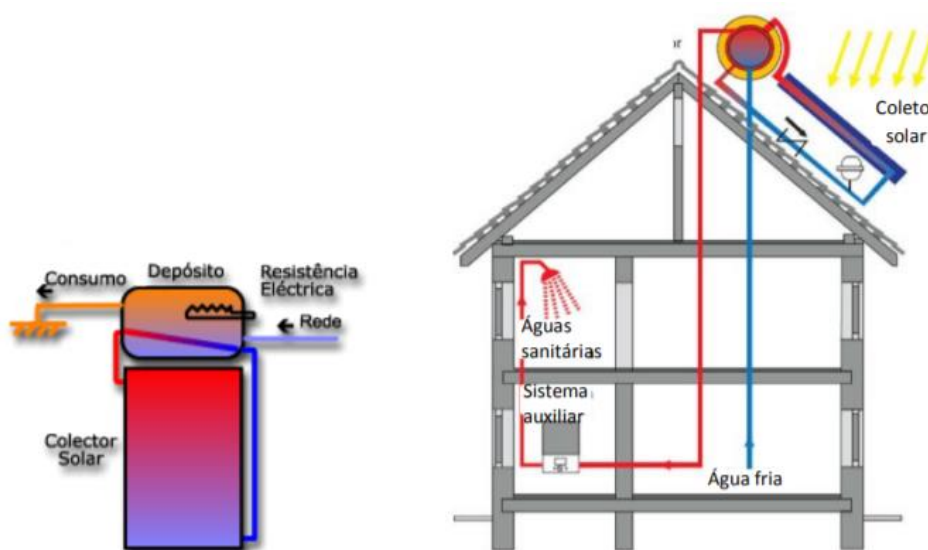 Consumo
Depósito
Resistência
Eléctrica
Rede
Colector
Solar
Coleto
solar
Águas
sanitárias
Sistema
auxiliar
Água fria